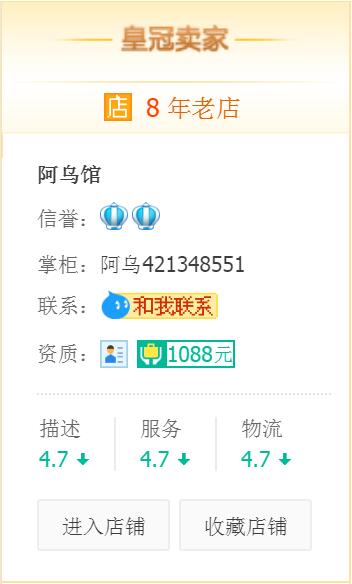 皇冠卖家
店 8 年老店
阿乌馆
信誉：
掌柜：阿乌421348551
联系：和我联系
资质：1088元
描述 服务 物流
4.7 4.7 4.7
进入店铺 收藏店铺